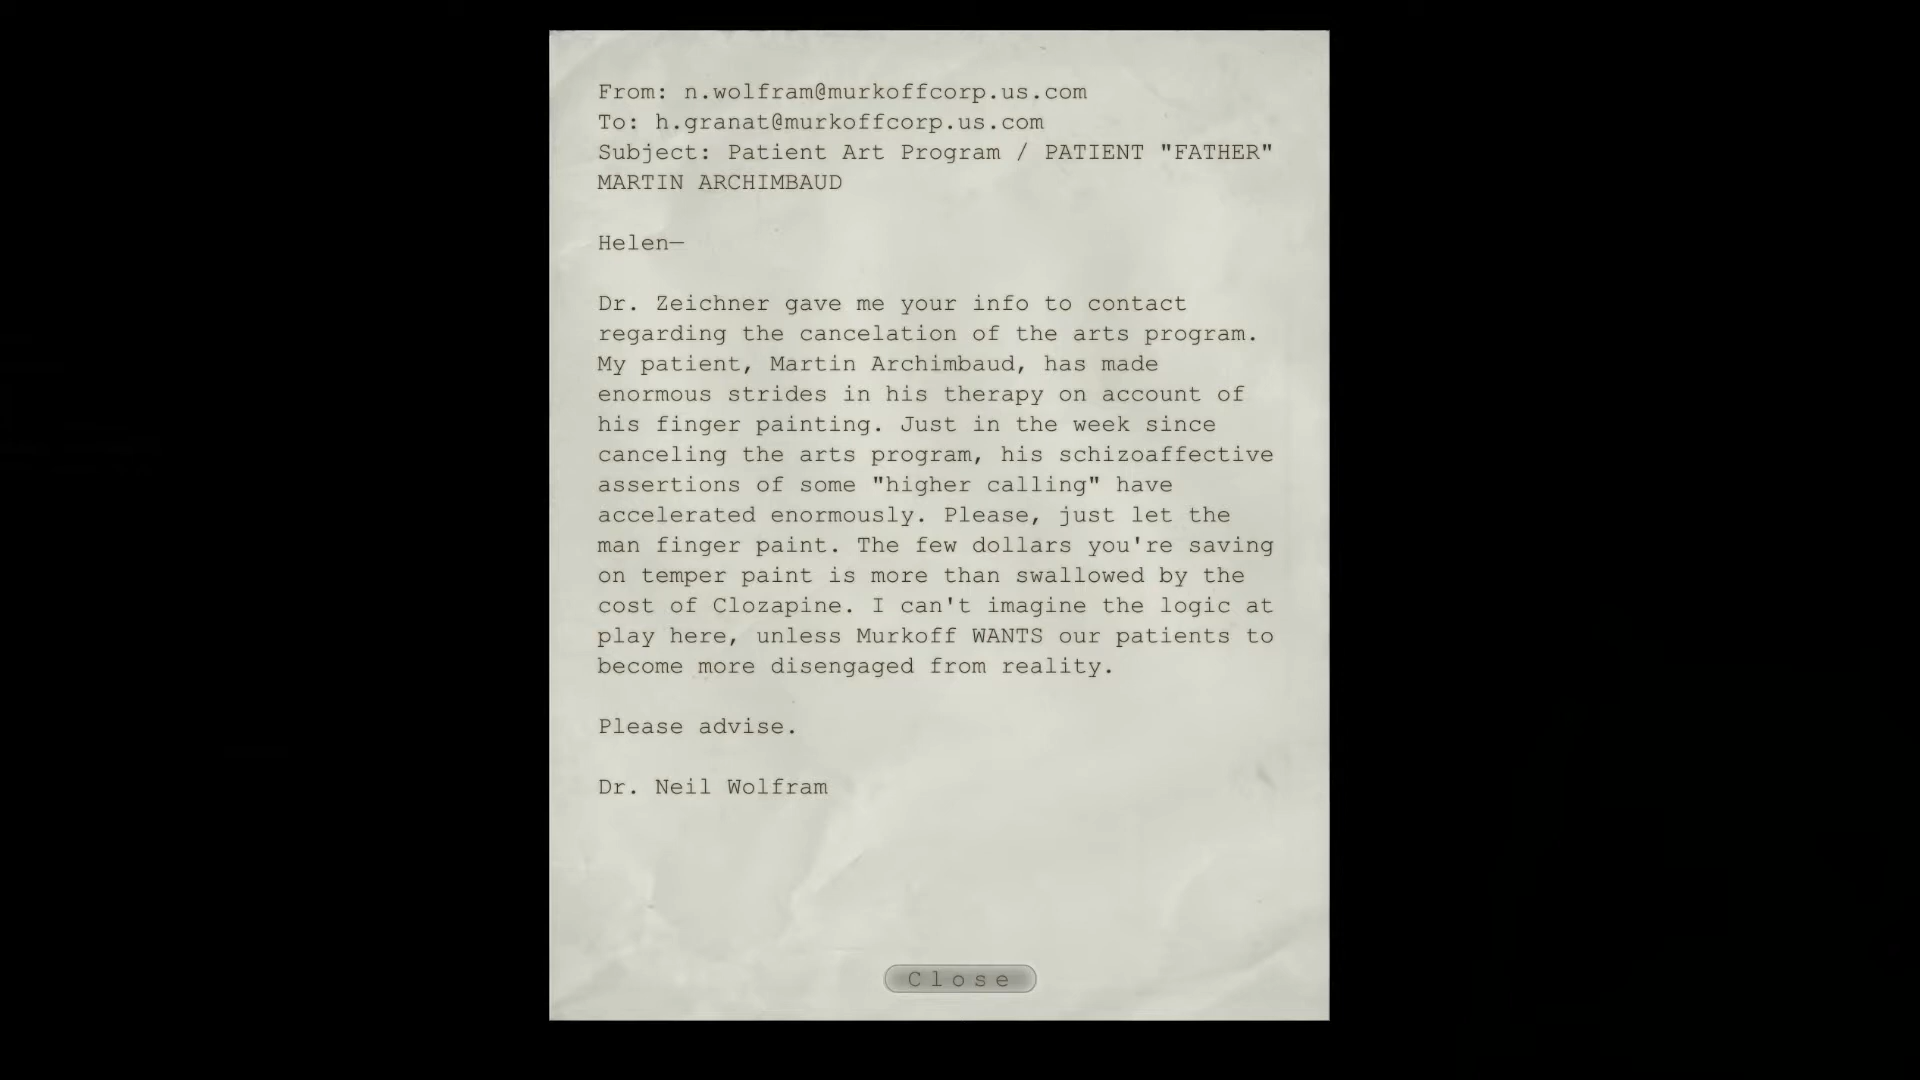 From: n.wolfram@murkoffcorp.us.com
To: h.granat@murkoffcorp.us.com
Subject: Patient Art Program / PATIENT "FATHER"
MARTIN ARCHIMBAUD
Helen—
Dr. Zeichner gave me your info to contact
regarding the cancelation of the arts program.
My patient, Martin Archimbaud, has made
enormous strides in his therapy on account of
his finger painting. Just in the week since
canceling the arts program, his schizoaffective
assertions of some "higher calling" have
accelerated enormously. Please, just let the
man finger paint. The few dollars you're saving
on temper paint is more than swallowed by the
cost of Clozapine. I can't imagine the logic at
play here, unless Murkoff WANTS our patients to
become more disengaged from reality.
Please advise.
Dr. Neil Wolfram
Close